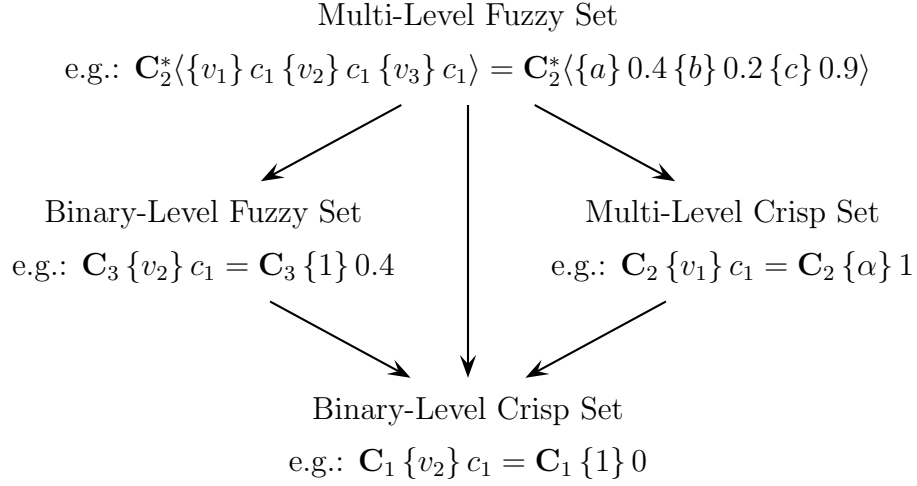 Multi-Level Fuzzy Set
e.g.: C₂*⟨{v₁} c₁ {v₂} c₁ {v₃} c₁⟩ = C₂*⟨{a} 0.4 {b} 0.2 {c} 0.9⟩
Binary-Level Fuzzy Set
e.g.: C₃ {v₂} c₁ = C₃ {1} 0.4
Multi-Level Crisp Set
e.g.: C₂ {v₁} c₁ = C₂ {α} 1
Binary-Level Crisp Set
e.g.: C₁ {v₂} c₁ = C₁ {1} 0